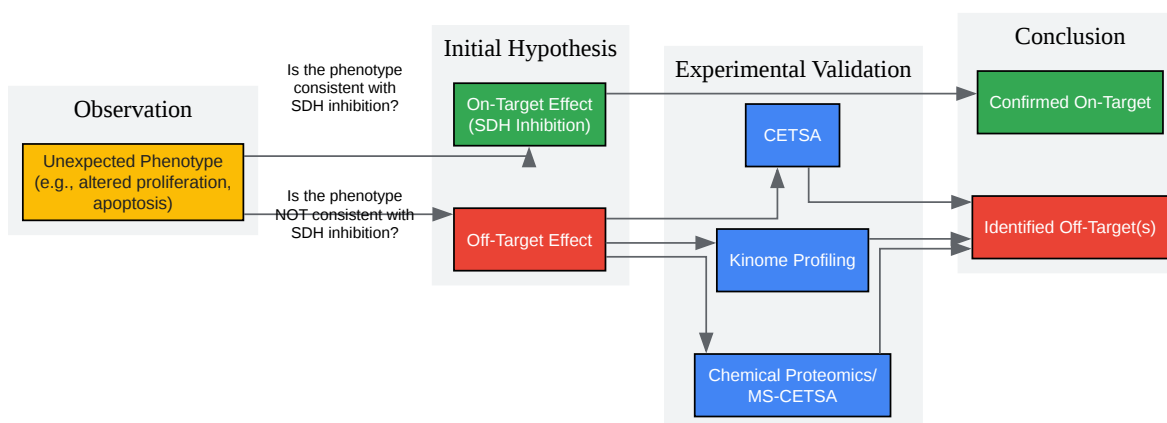 Observation
Unexpected Phenotype
(e.g., altered proliferation,
apoptosis)
Is the phenotype
consistent with
SDH inhibition?
Is the phenotype
NOT consistent with
SDH inhibition?
Initial Hypothesis
On-Target Effect
(SDH Inhibition)
Off-Target Effect
Experimental Validation
CETSA
Kinome Profiling
Chemical Proteomics/
MS-CETSA
Conclusion
Confirmed On-Target
Identified Off-Target(s)